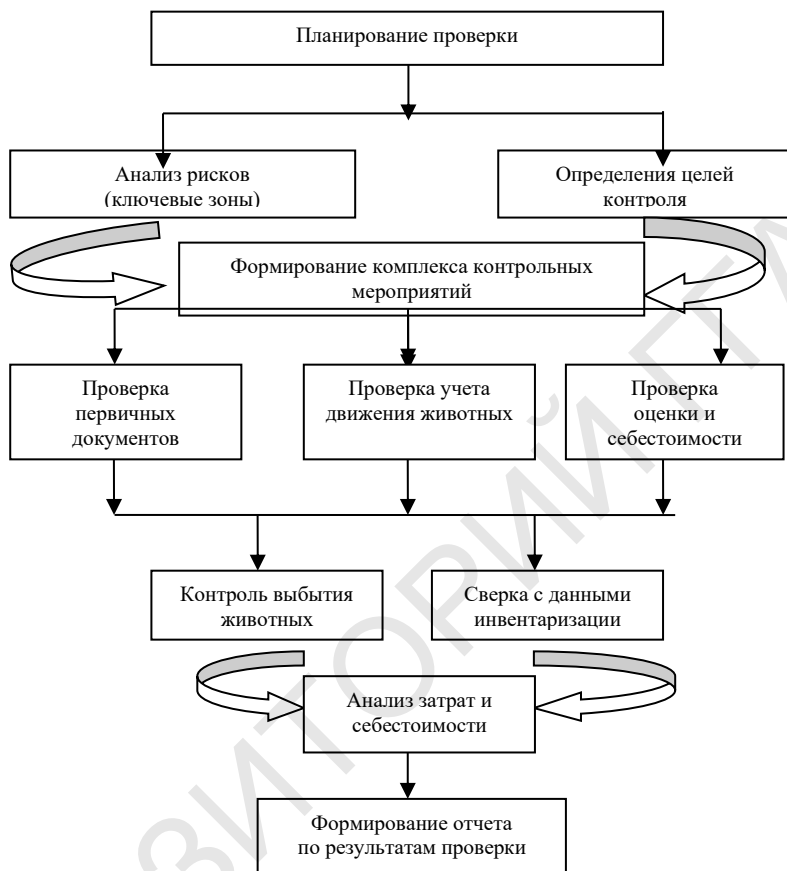 Планирование проверки
Анализ рисков
(ключевые зоны)
Определения целей
контроля
Формирование комплекса контрольных
мероприятий
Проверка
первичных
документов
Проверка учета
движения животных
Проверка
оценки и
себестоимости
Контроль выбытия
животных
Сверка с данными
инвентаризации
Анализ затрат и
себестоимости
Формирование отчета
по результатам проверки